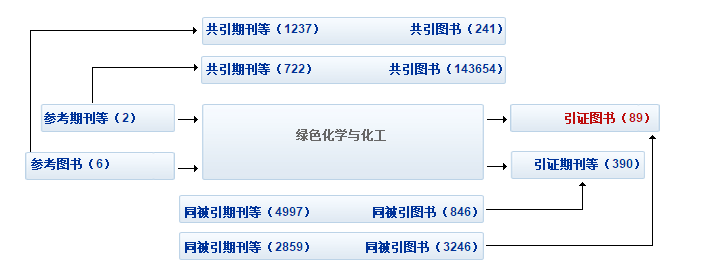 共引期刊等（1237） 共引图书（241）
共引期刊等（722） 共引图书（143654）
参考期刊等（2）
绿色化学与化工
引证图书（89）
参考图书（6）
引证期刊等（390）
同被引期刊等（4997） 同被引图书（846）
同被引期刊等（2859） 同被引图书（3246）